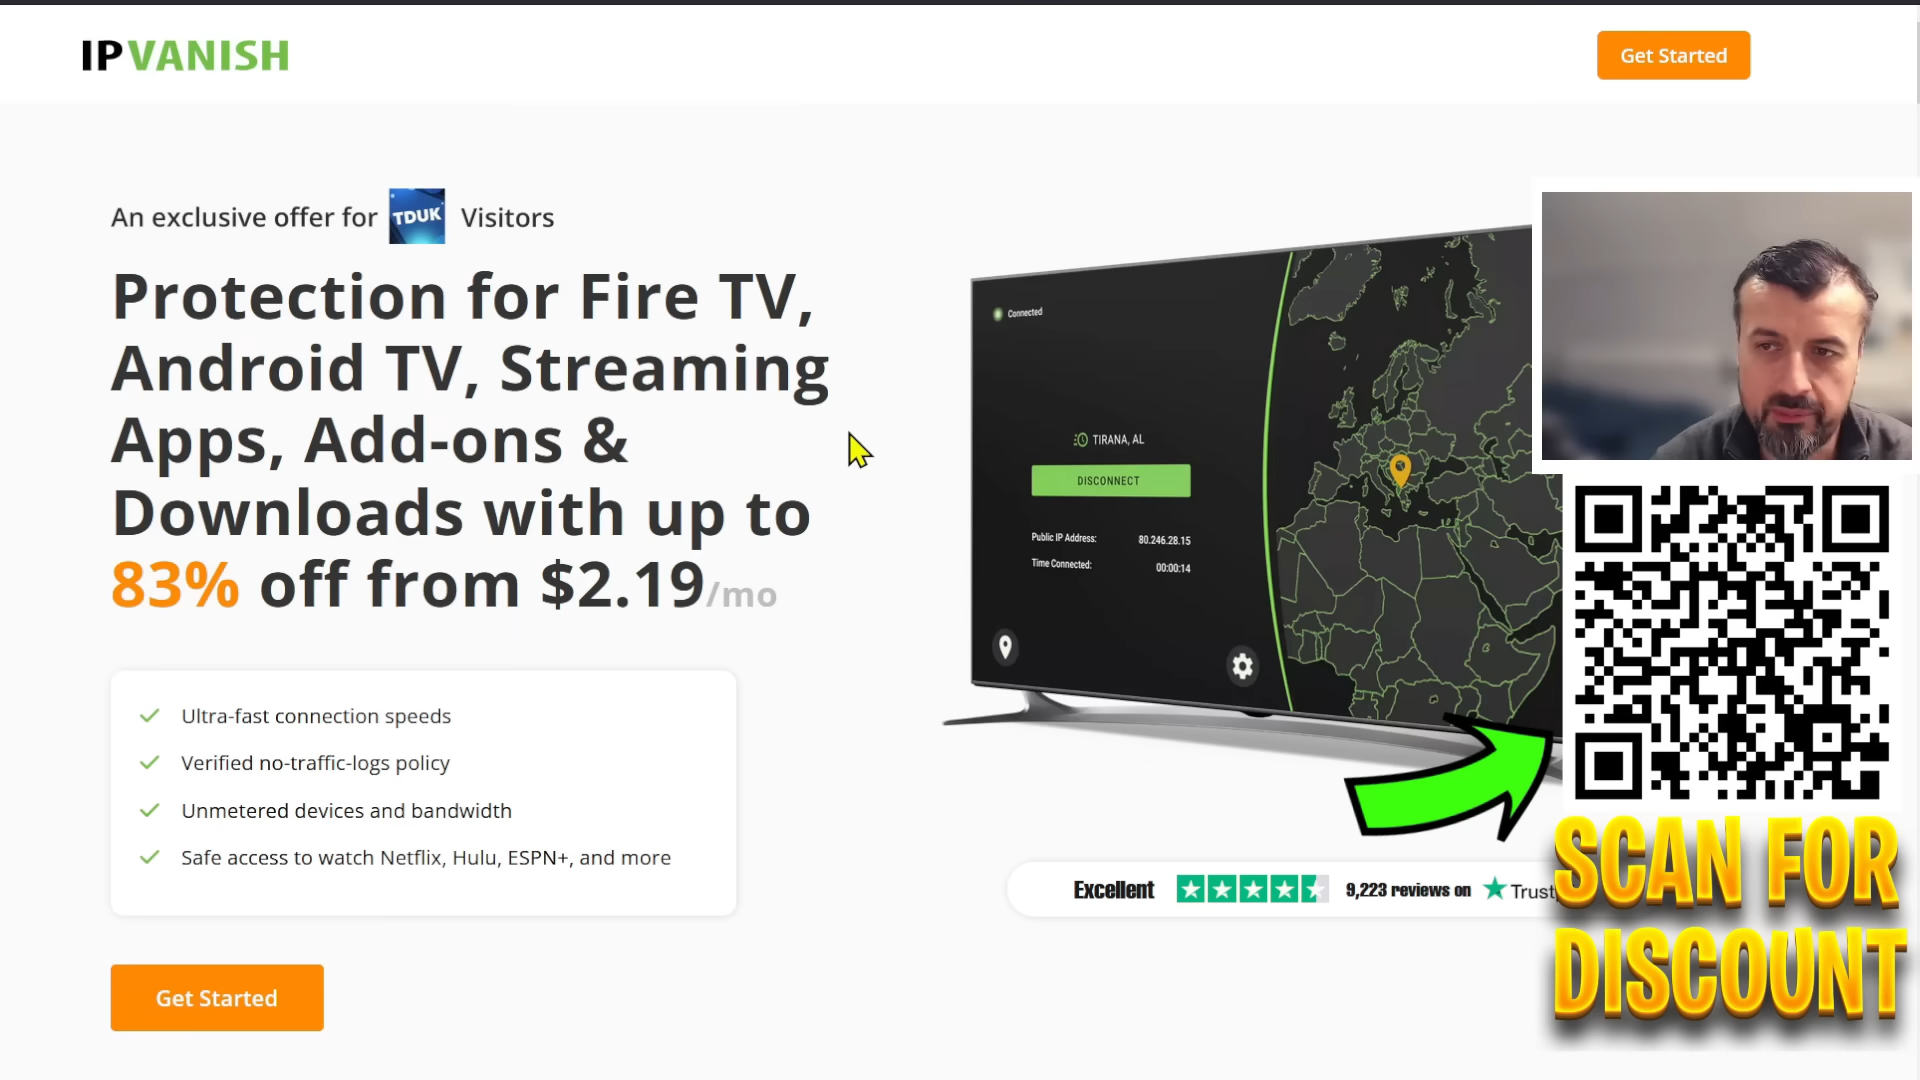 IPVANISH
Get Started
An exclusive offer for TDUK Visitors
Protection for Fire TV,
Android TV, Streaming
Apps, Add-ons &
Downloads with up to
83% off from $2.19/mo
Ultra-fast connection speeds
Verified no-traffic-logs policy
Unmetered devices and bandwidth
Safe access to watch Netflix, Hulu, ESPN+, and more
Get Started
Connected
TIRANA, AL
DISCONNECT
Public IP Address: 80.246.28.15
Time Connected: 00:00:14
Excellent 9,223 reviews on Trust
SCAN FOR
DISCOUNT